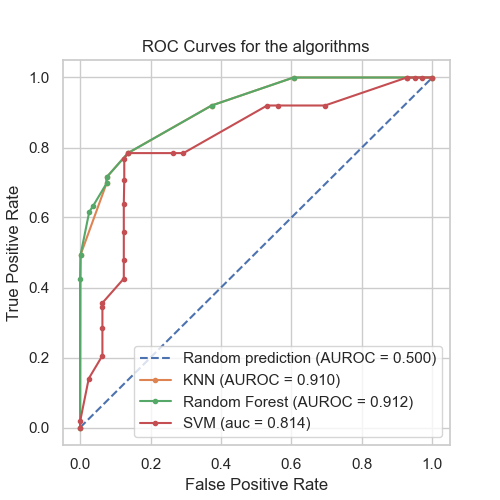 ROC Curves for the algorithms
True Positive Rate
1.0
0.8
0.6
0.4
0.2
0.0
Random prediction (AUROC = 0.500)
KNN (AUROC = 0.910)
Random Forest (AUROC = 0.912)
SVM (auc = 0.814)
0.0 0.2 0.4 0.6 0.8 1.0
False Positive Rate